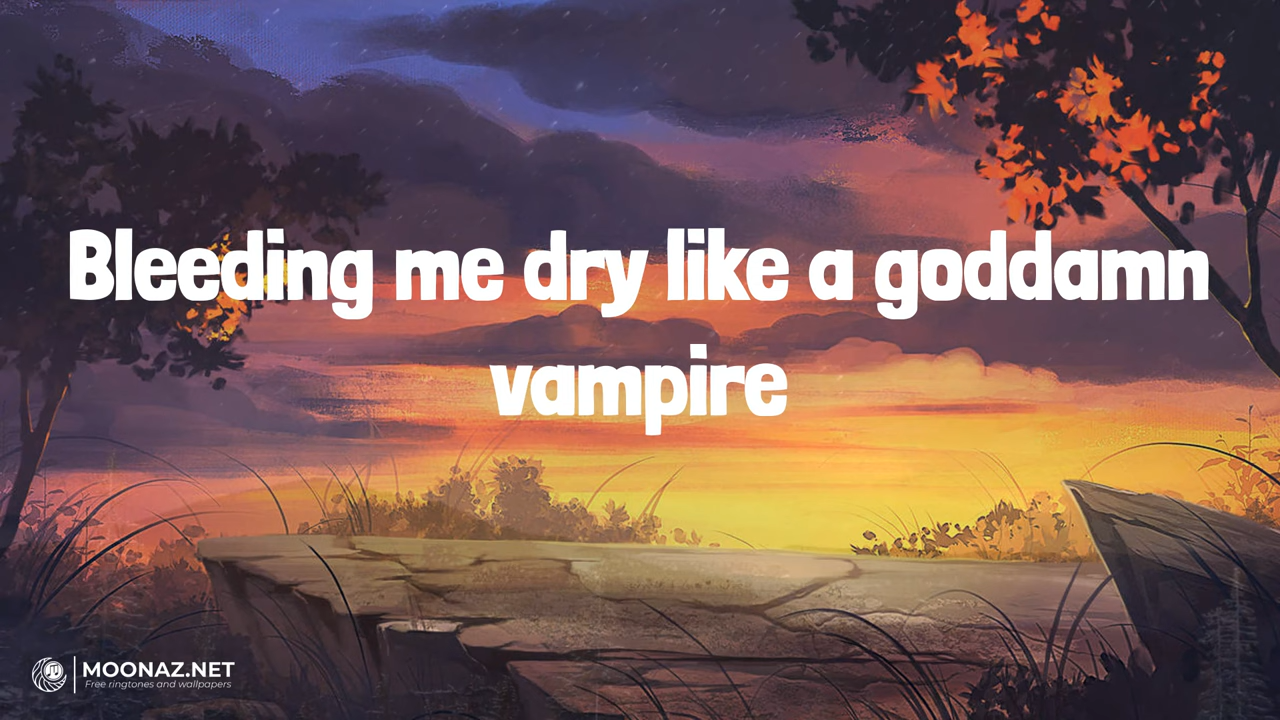 Bleeding me dry like a goddamn
vampire
MOONAZ.NET
Free ringtones and wallpapers